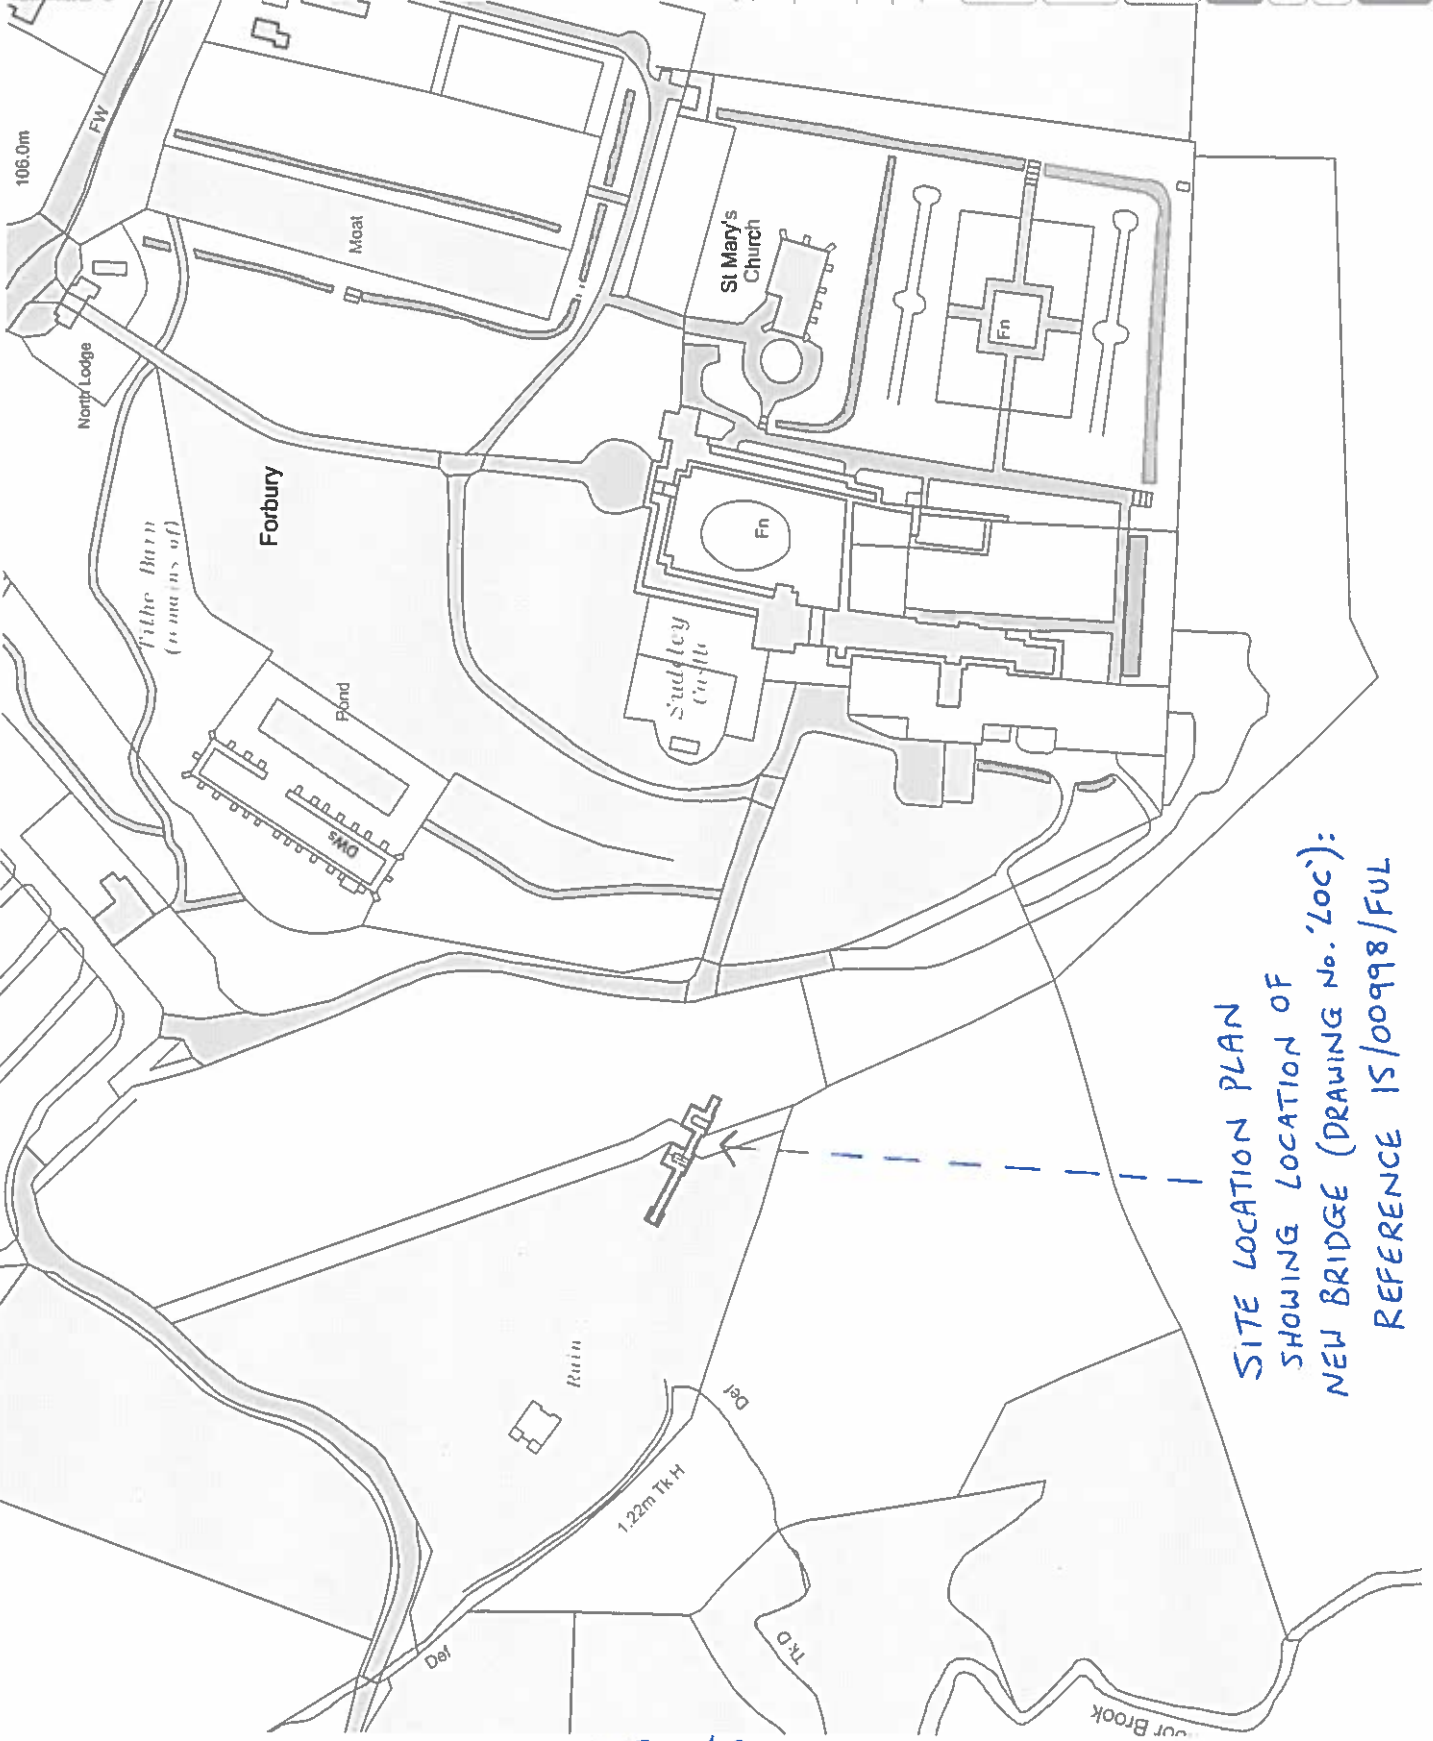 106.0m
FW
North Lodge
Moat
St Mary's
Church
Fn
Forbury
Tithe Barn
(remains of)
Pond
DWs
Fn
Sudeley
Castle
Ruin
Def
1.22m Tk H
Def
Tk D
Brook
SITE LOCATION PLAN
SHOWING LOCATION OF
NEW BRIDGE (DRAWING No. 'LOC'):
REFERENCE 15/00998/FUL